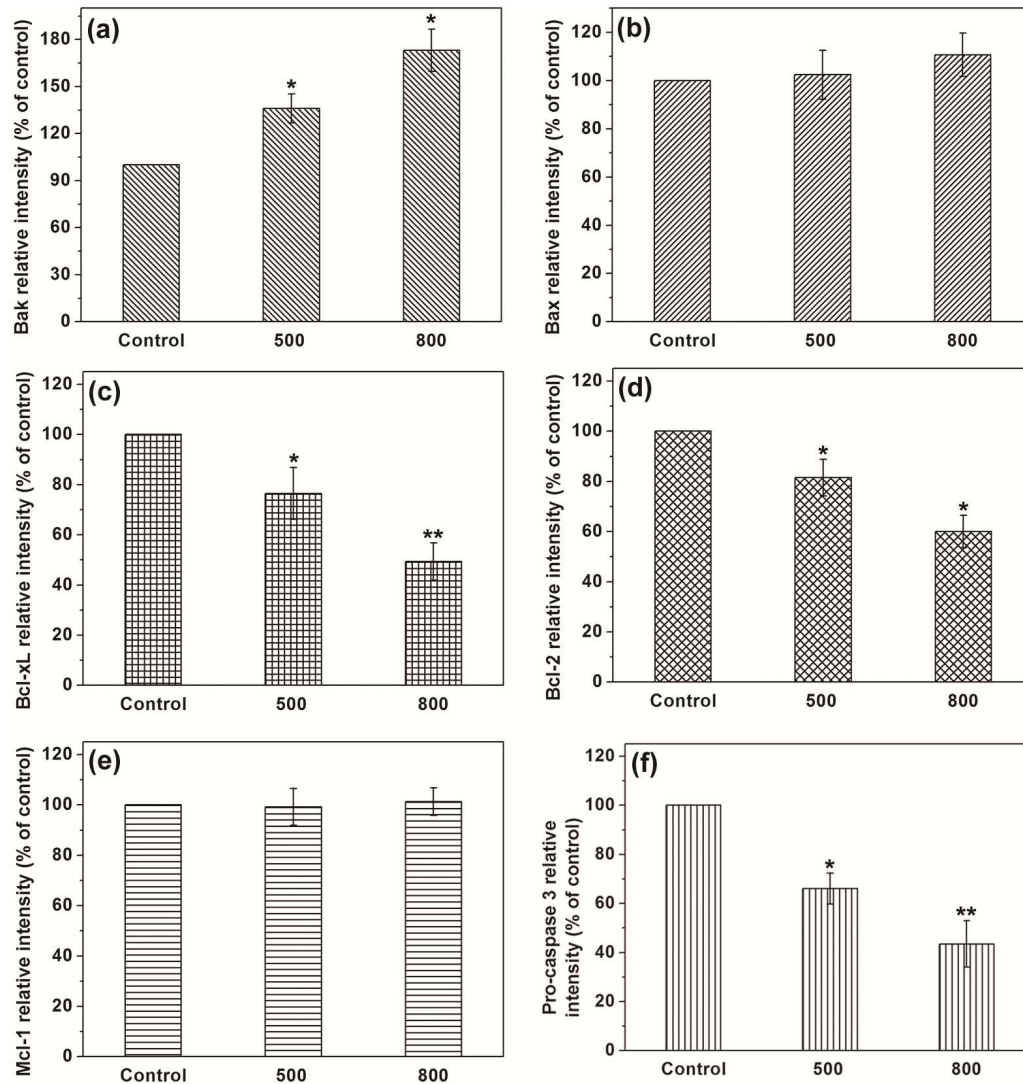 (a)
Bak relative intensity (% of control)
180
150
120
90
60
30
0
*
*
Control 500 800
(b)
Bax relative intensity (% of control)
120
100
80
60
40
20
0
Control 500 800
(c)
Bcl-xL relative intensity (% of control)
120
100
80
60
40
20
0
*
**
Control 500 800
(d)
Bcl-2 relative intensity (% of control)
120
100
80
60
40
20
0
*
*
Control 500 800
(e)
Mcl-1 relative intensity (% of control)
120
100
80
60
40
20
0
Control 500 800
(f)
Pro-caspase 3 relative
intensity (% of control)
120
100
80
60
40
20
0
*
**
Control 500 800